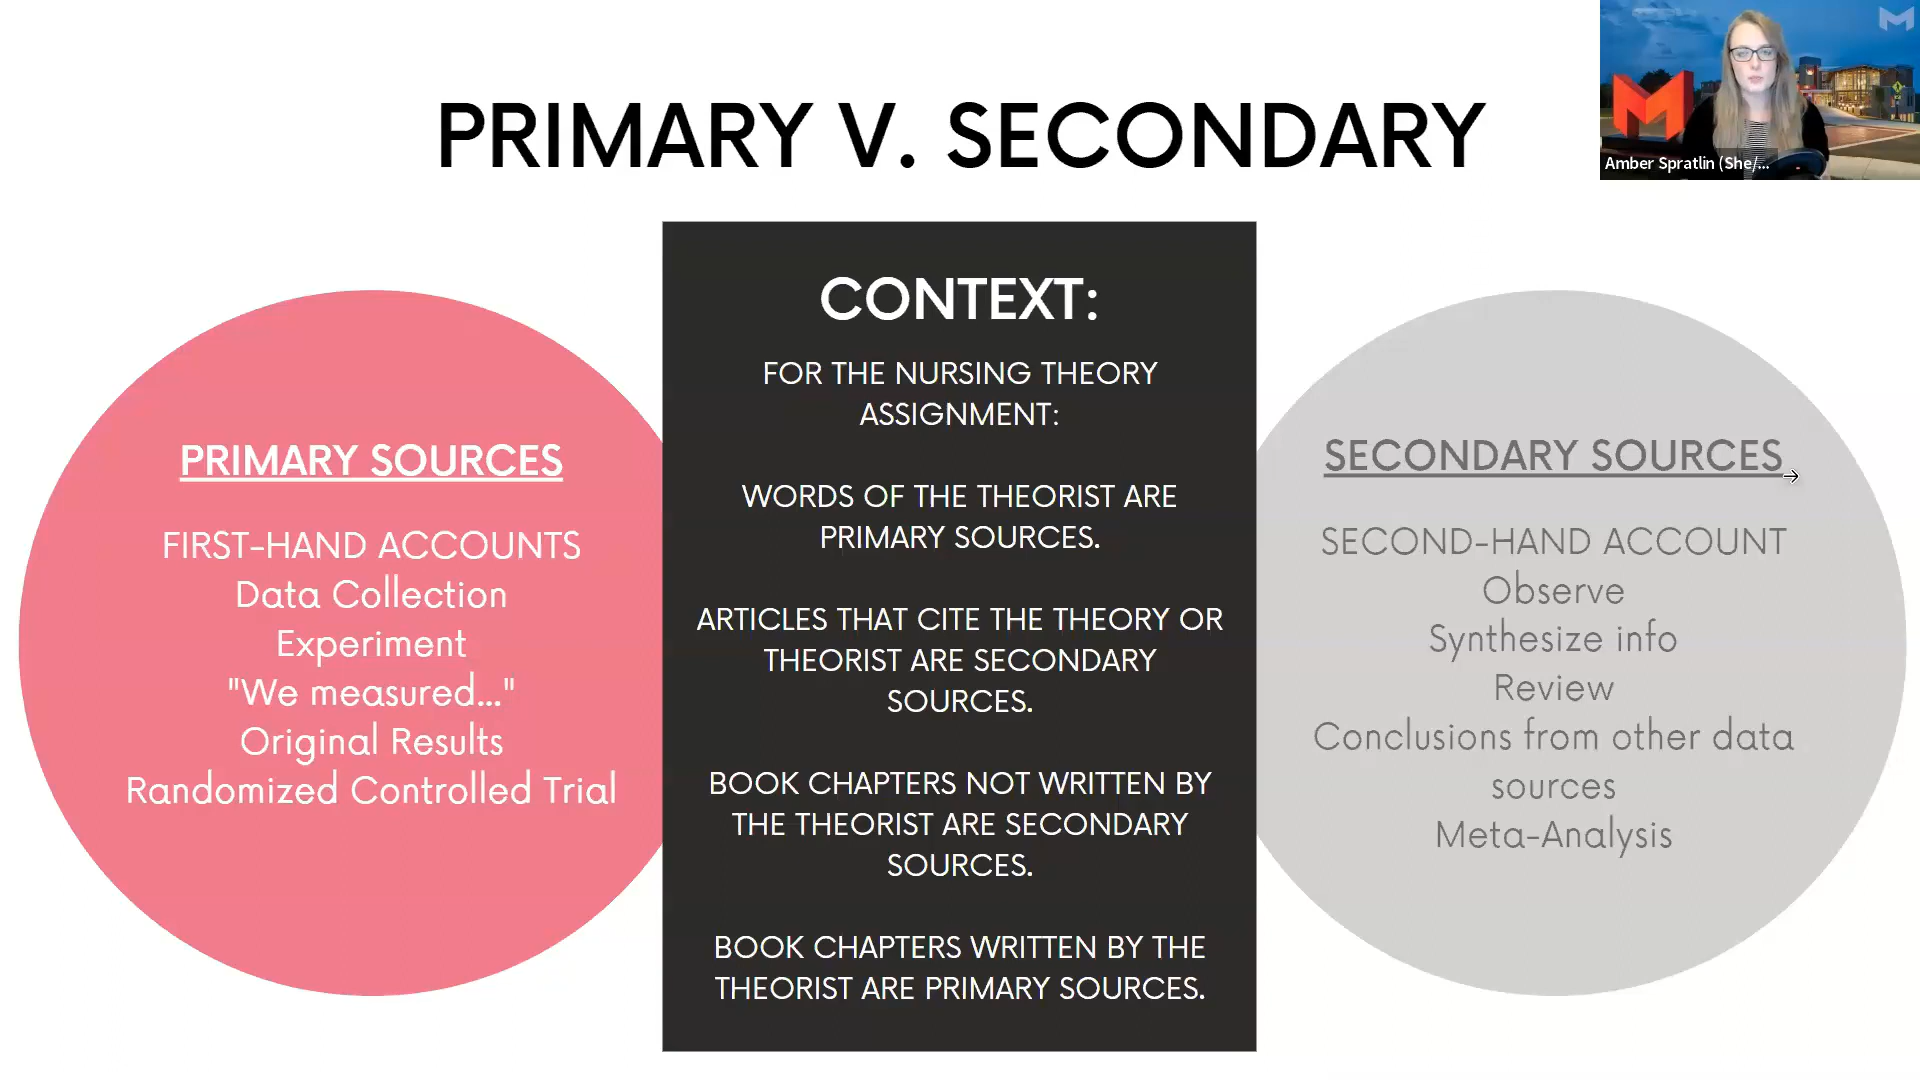 PRIMARY V. SECONDARY
Amber Spratlin (She/...
CONTEXT:
FOR THE NURSING THEORY
ASSIGNMENT:
WORDS OF THE THEORIST ARE
PRIMARY SOURCES.
ARTICLES THAT CITE THE THEORY OR
THEORIST ARE SECONDARY
SOURCES.
BOOK CHAPTERS NOT WRITTEN BY
THE THEORIST ARE SECONDARY
SOURCES.
BOOK CHAPTERS WRITTEN BY THE
THEORIST ARE PRIMARY SOURCES.
PRIMARY SOURCES
FIRST-HAND ACCOUNTS
Data Collection
Experiment
"We measured..."
Original Results
Randomized Controlled Trial
SECONDARY SOURCES
SECOND-HAND ACCOUNT
Observe
Synthesize info
Review
Conclusions from other data
sources
Meta-Analysis